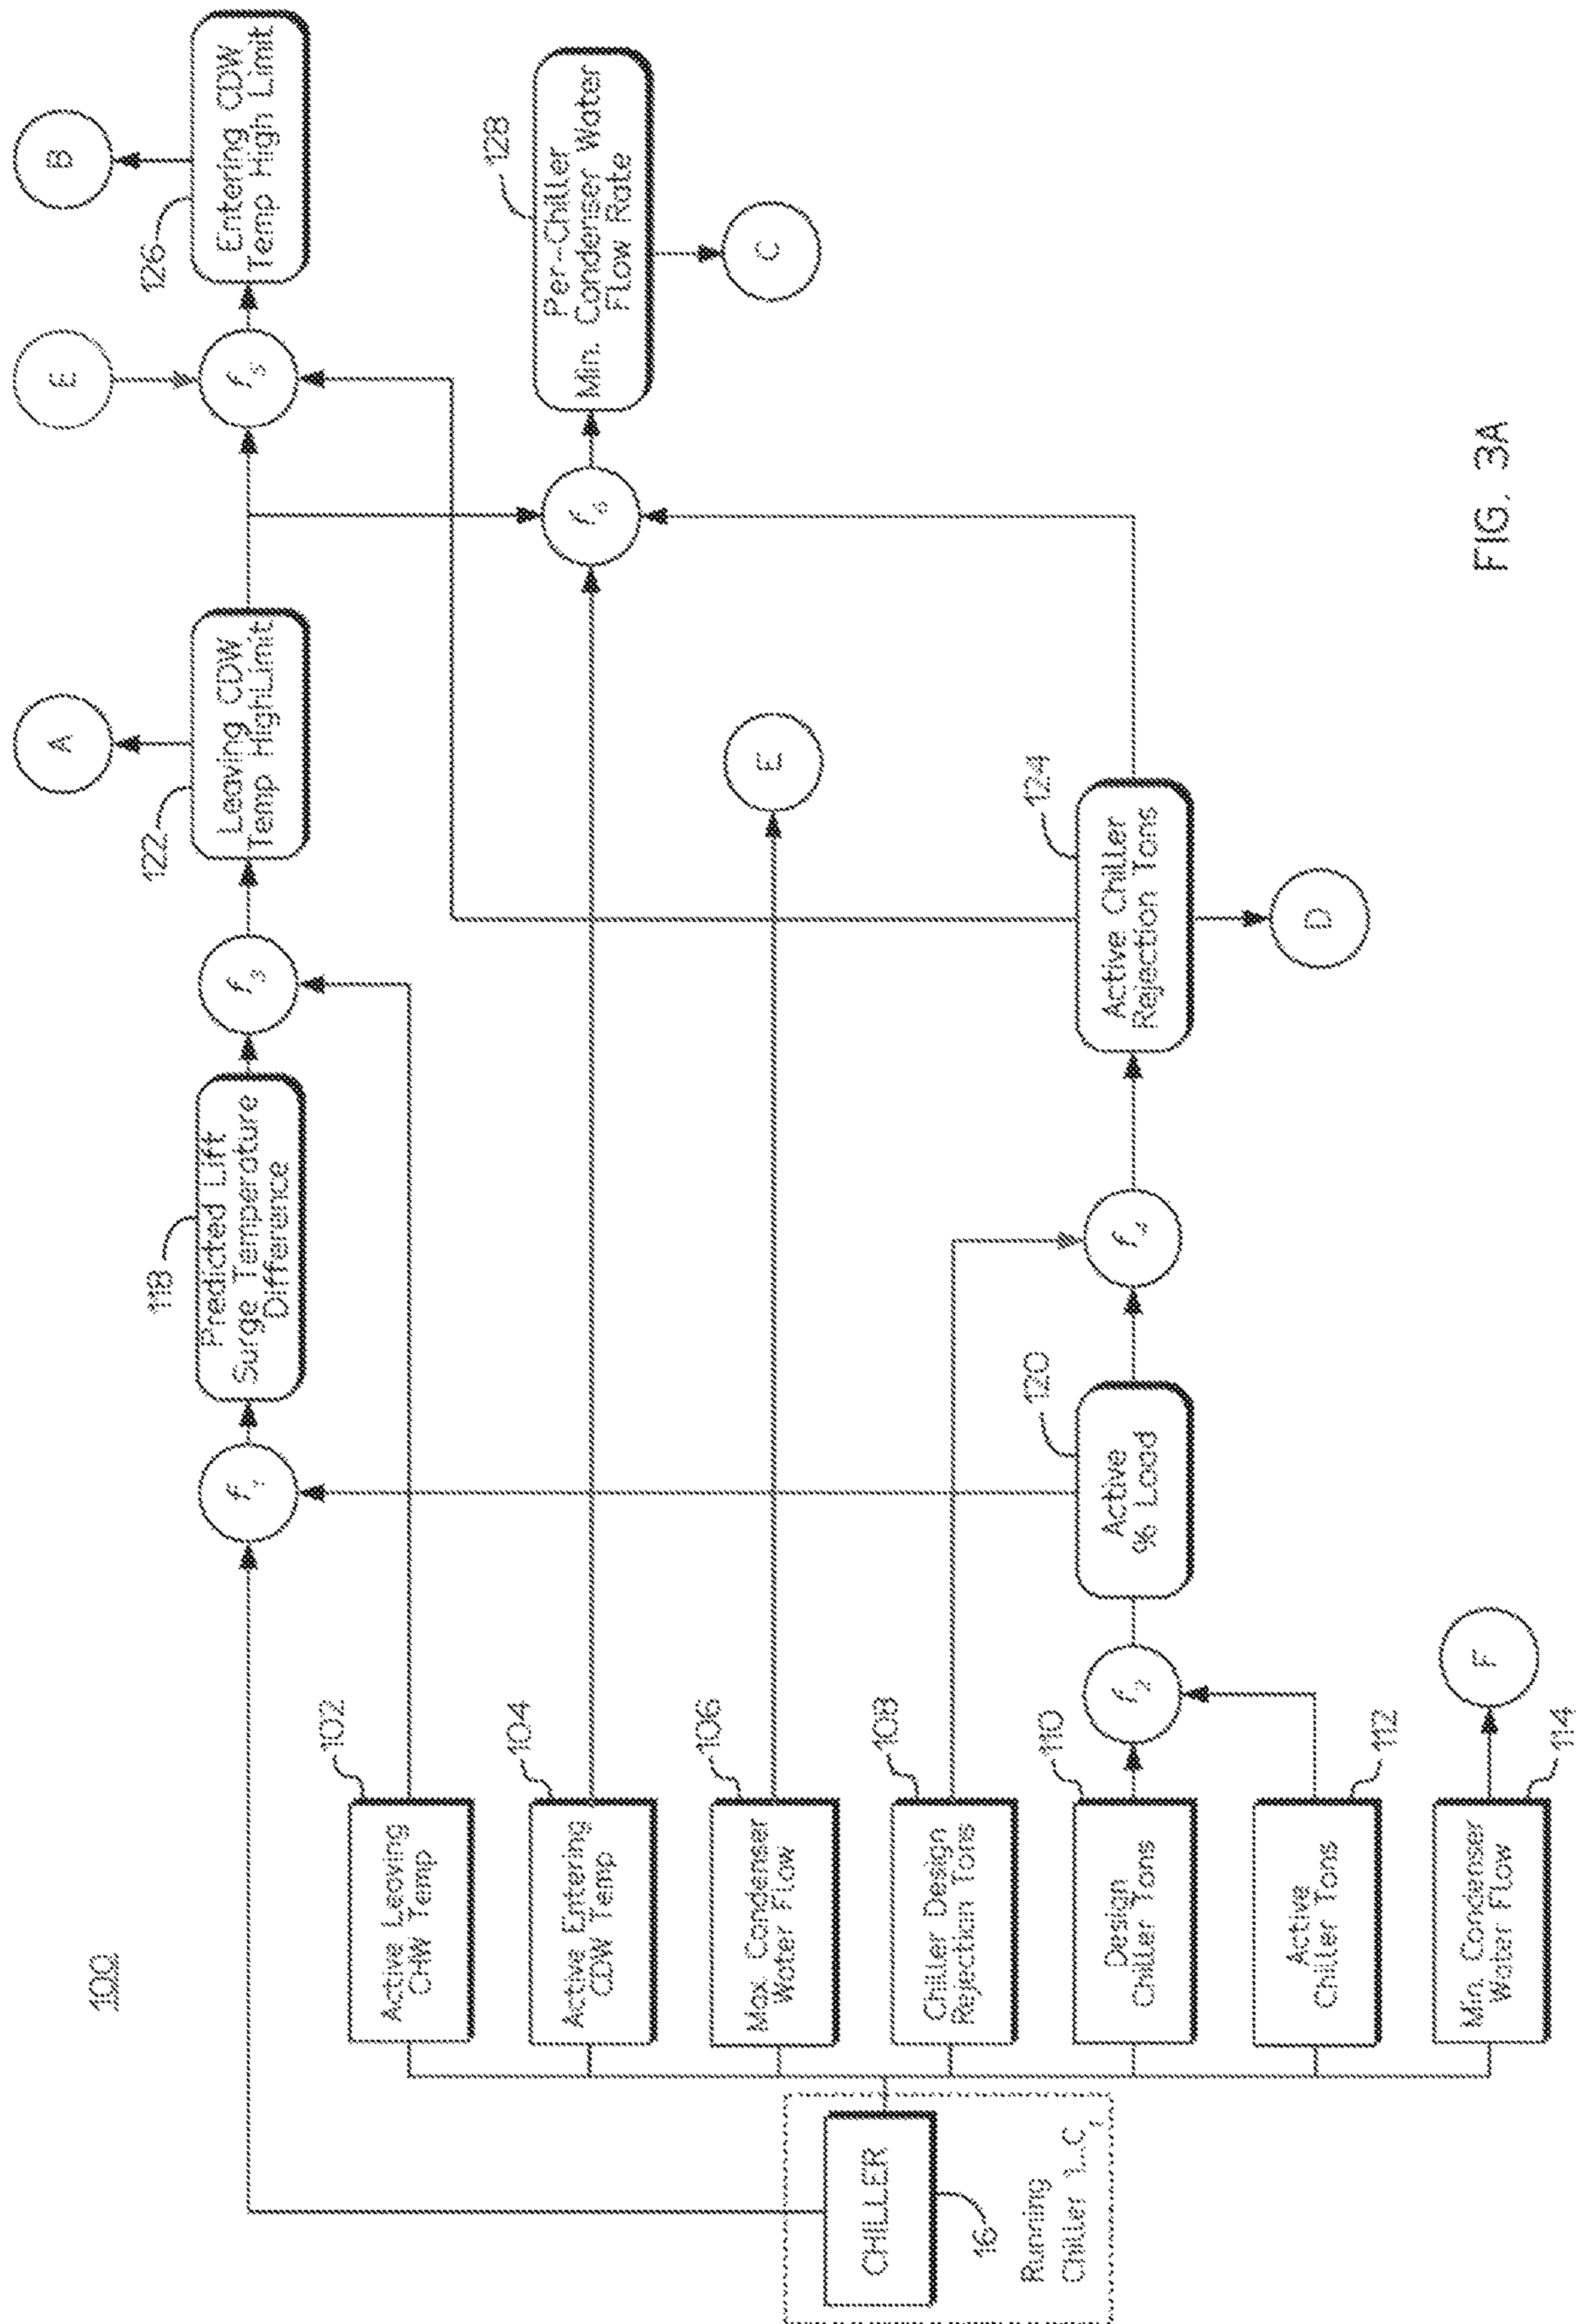 100
CHILLER
16
Running
Chiller 1..C
102
Active Leaving
CHW Temp
104
Active Entering
CDW Temp
106
Max. Condenser
Water Flow
108
Chiller Design
Rejection Tons
110
Design
Chiller Tons
112
Active
Chiller Tons
114
Min. Condenser
Water Flow
F
f2
f1
120
Active
% Load
118
Predicted Lift
Surge Temperature
Difference
f4
f3
124
Active Chiller
Rejection Tons
D
E
122
Leaving CDW
Temp HighLimit
A
f6
f5
E
128
Per-Chiller
Min. Condenser Water
Flow Rate
C
126
Entering CDW
Temp High Limit
B
FIG. 3A